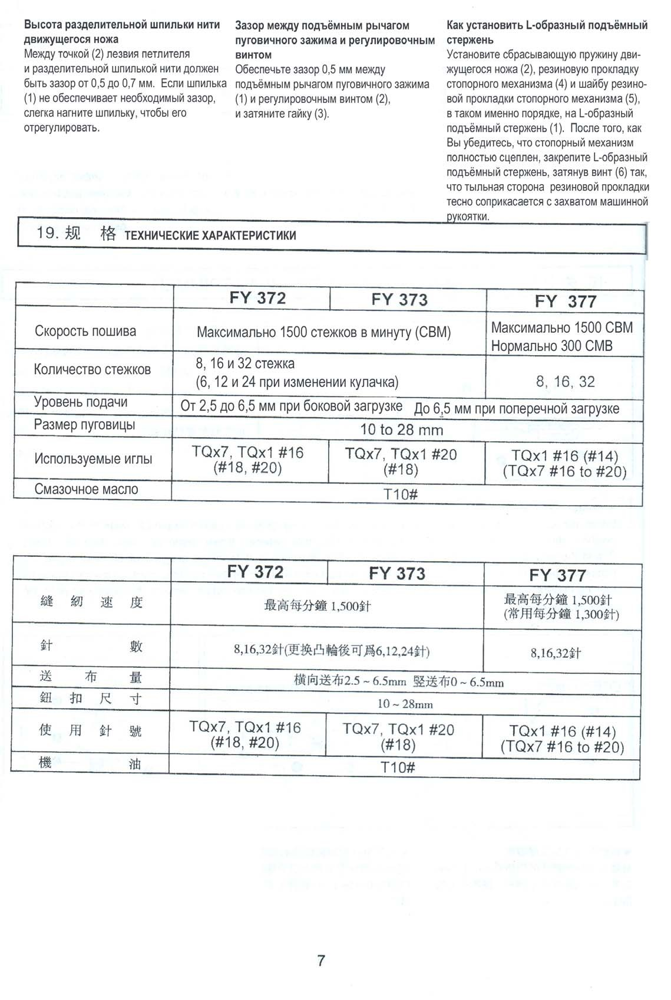 Высота разделительной шпильки нити
движущегося ножа
Между точкой (2) лезвия петлителя
и разделительной шпилькой нити должен
быть зазор от 0,5 до 0,7 мм. Если шпилька
(1) не обеспечивает необходимый зазор,
слегка нагните шпильку, чтобы его
отрегулировать.
Зазор между подъёмным рычагом
пуговичного зажима и регулировочным
винтом
Обеспечьте зазор 0,5 мм между
подъёмным рычагом пуговичного зажима
(1) и регулировочным винтом (2),
и затяните гайку (3).
Как установить L-образный подъёмный
стержень
Установите сбрасывающую пружину дви-
жущегося ножа (2), резиновую прокладку
стопорного механизма (4) и шайбу резино-
вой прокладки стопорного механизма (5),
в таком именно порядке, на L-образный
подъёмный стержень (1). После того, как
Вы убедитесь, что стопорный механизм
полностью сцеплен, закрепите L-образный
подъёмный стержень, затянув винт (6) так,
что тыльная сторона резиновой прокладки
тесно соприкасается с захватом машинной
рукоятки.
19. 规 格 ТЕХНИЧЕСКИЕ ХАРАКТЕРИСТИКИ
FY 372 FY 373 FY 377
Скорость пошива Максимально 1500 стежков в минуту (СВМ) Максимально 1500 СВМ
Нормально 300 СМВ
Количество стежков 8, 16 и 32 стежка
(6, 12 и 24 при изменении кулачка) 8, 16, 32
Уровень подачи От 2,5 до 6,5 мм при боковой загрузке До 6,5 мм при поперечной загрузке
Размер пуговицы 10 to 28 mm
Используемые иглы TQx7, TQx1 #16 TQx7, TQx1 #20 TQx1 #16 (#14)
(#18, #20) (#18) (TQx7 #16 to #20)
Смазочное масло T10#
FY 372 FY 373 FY 377
縫 紉 速 度 最高每分鐘 1,500針 最高每分鐘 1,500針
(常用每分鐘 1,300針)
針 數 8,16,32針(更换凸輪後可爲6,12,24針) 8,16,32針
送 布 量 横向送布2.5 ~ 6.5mm 竪送布0 ~ 6.5mm
鈕 扣 尺 寸 10 ~ 28mm
使 用 針 號 TQx7, TQx1 #16 TQx7, TQx1 #20 TQx1 #16 (#14)
(#18, #20) (#18) (TQx7 #16 to #20)
機 油 T10#
7